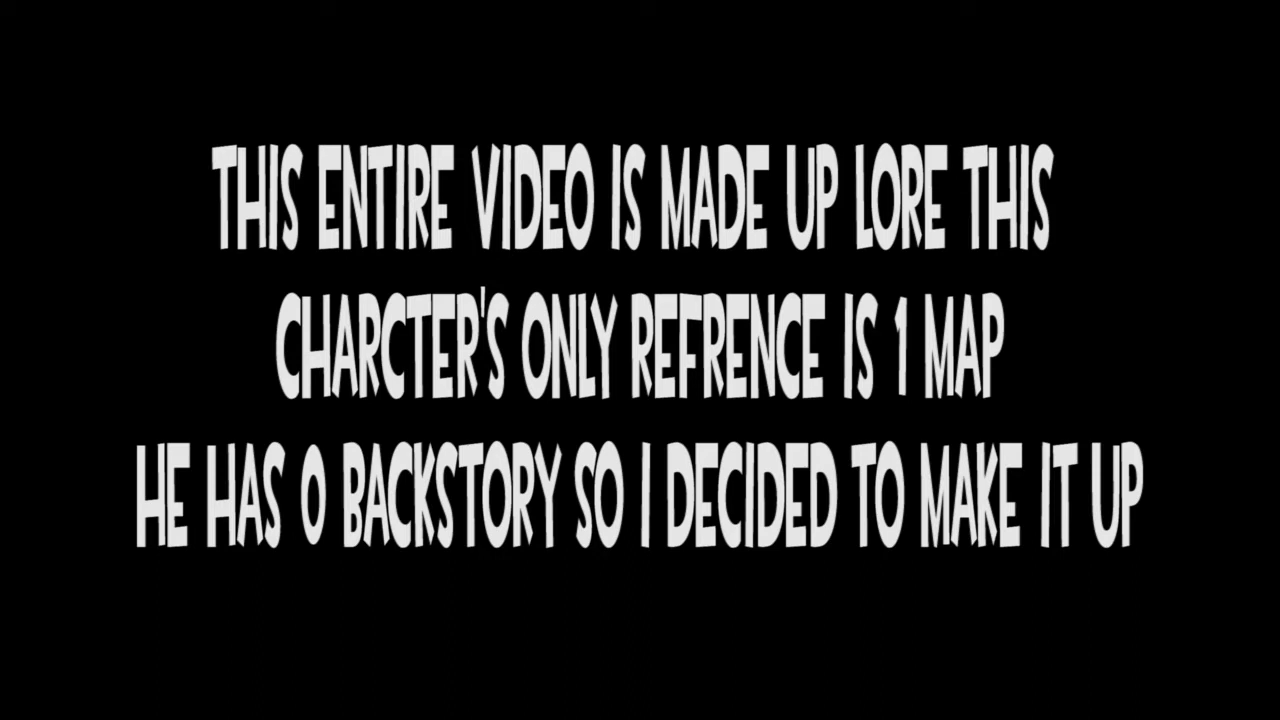 THIS ENTIRE VIDEO IS MADE UP LORE THIS
CHARCTER'S ONLY REFRENCE IS 1 MAP
HE HAS 0 BACKSTORY SO I DECIDED TO MAKE IT UP